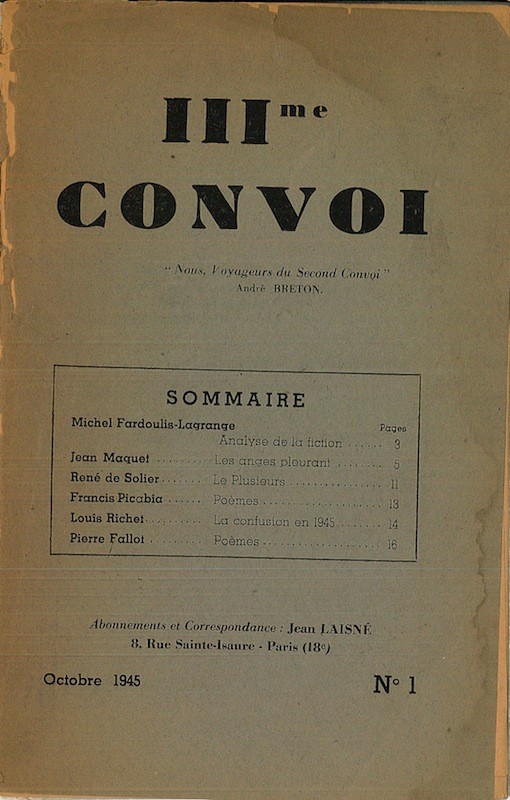 IIIme
CONVOI
“ Nous, Voyageurs du Second Convoi ”
André BRETON.
SOMMAIRE
Michel Fardoulis-Lagrange Pages
Analyse de la fiction ...... 3
Jean Maquet ......... Les anges pleurant ........ 5
René de Solier ....... Le Plusieurs .............. 11
Francis Picabia ...... Poèmes .................. 13
Louis Richet ......... La confusion en 1945 ....... 14
Pierre Fallot ......... Poèmes .................. 16
Abonnements et Correspondance : Jean LAISNÉ
8, Rue Sainte-Isaure - Paris (18e)
Octobre 1945 No 1